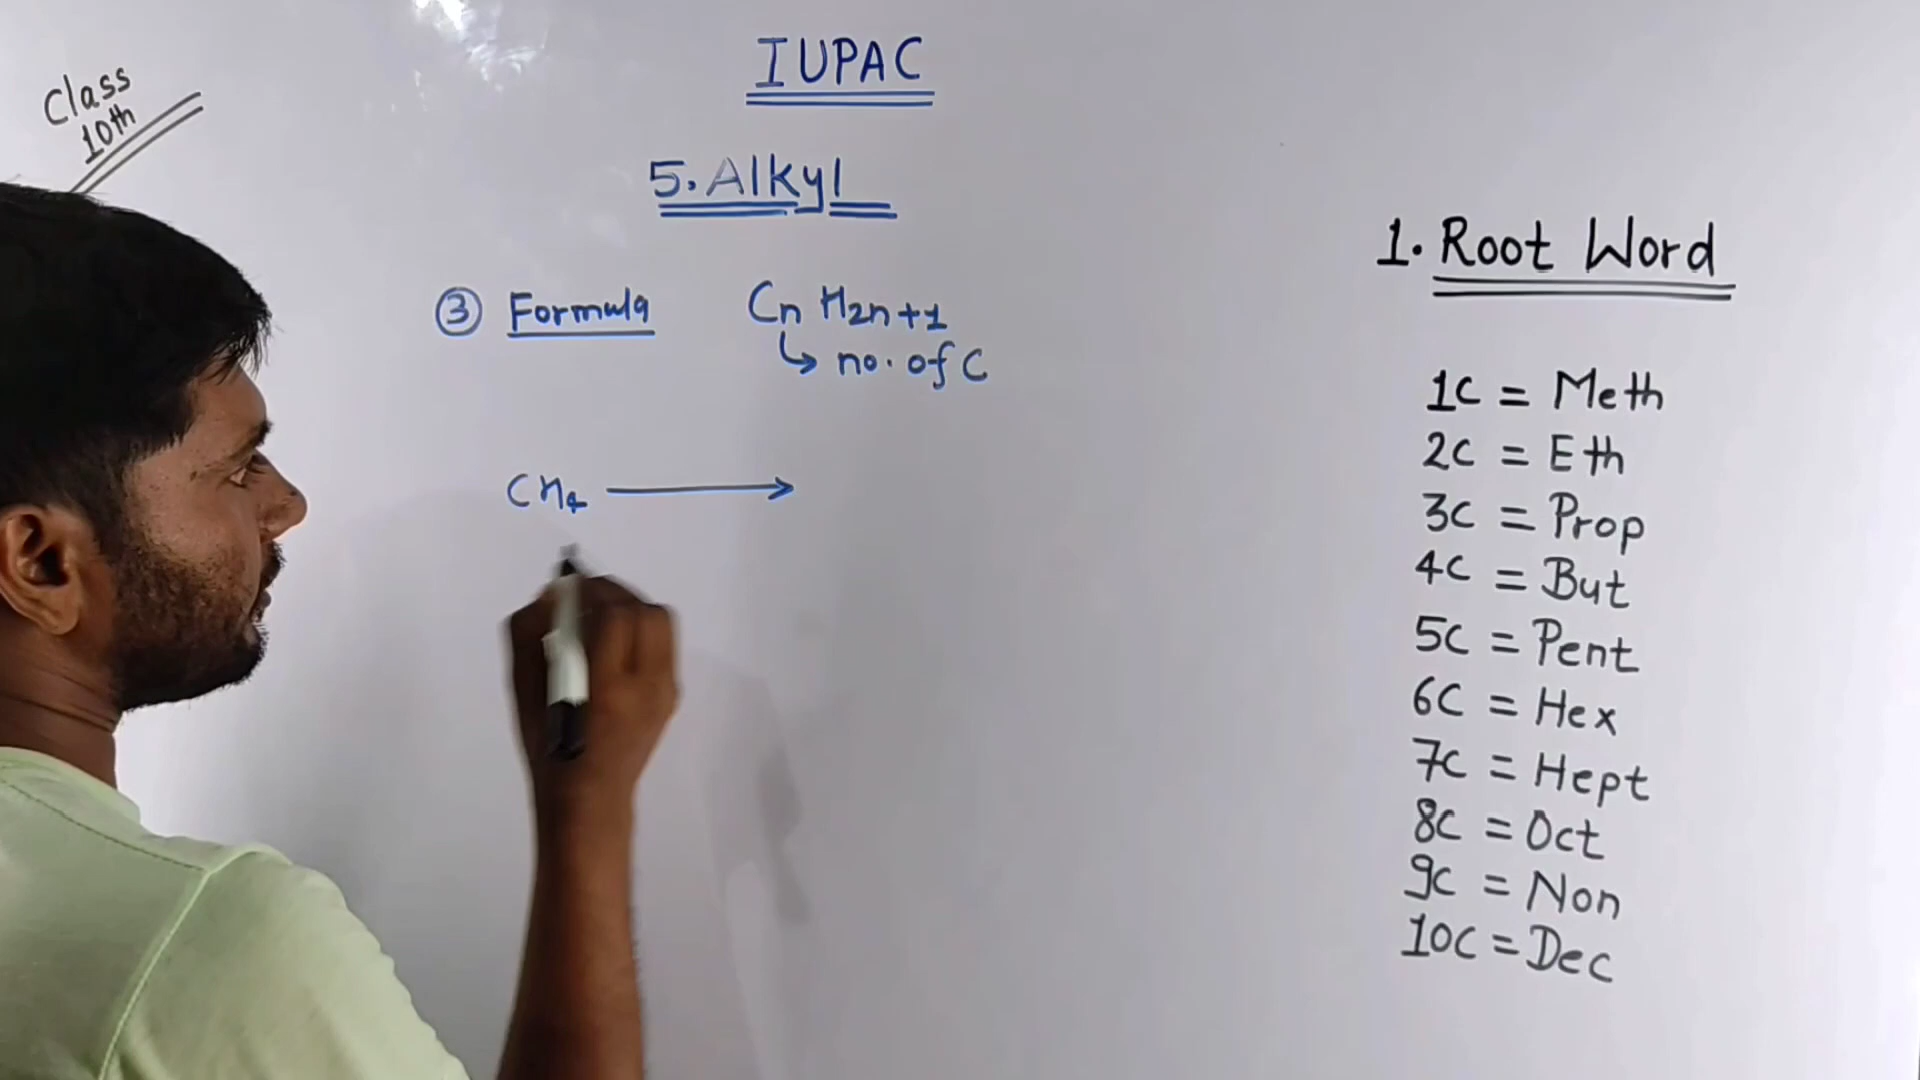 Class
10th
IUPAC
5. Alkyl
③ Formula CnH2n+1
↳ no. of C
CH4 ⟶
1. Root Word
1C = Meth
2C = Eth
3C = Prop
4C = But
5C = Pent
6C = Hex
7C = Hept
8C = Oct
9C = Non
10C = Dec